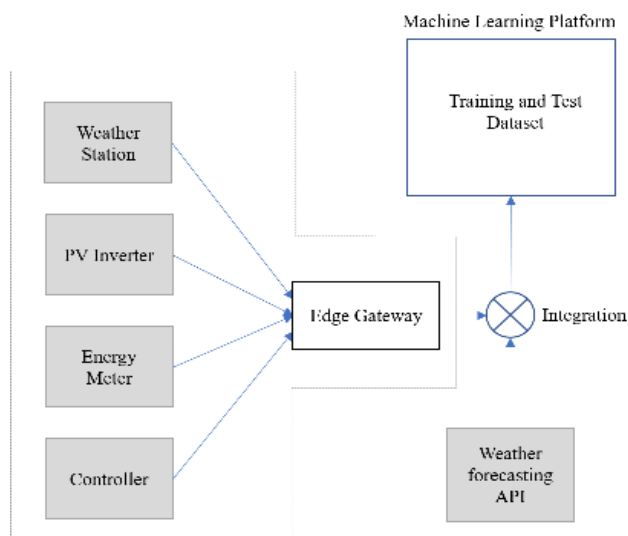 Machine Learning Platform
Training and Test
Dataset
Weather
Station
PV Inverter
Edge Gateway
Integration
Energy
Meter
Controller
Weather
forecasting
API